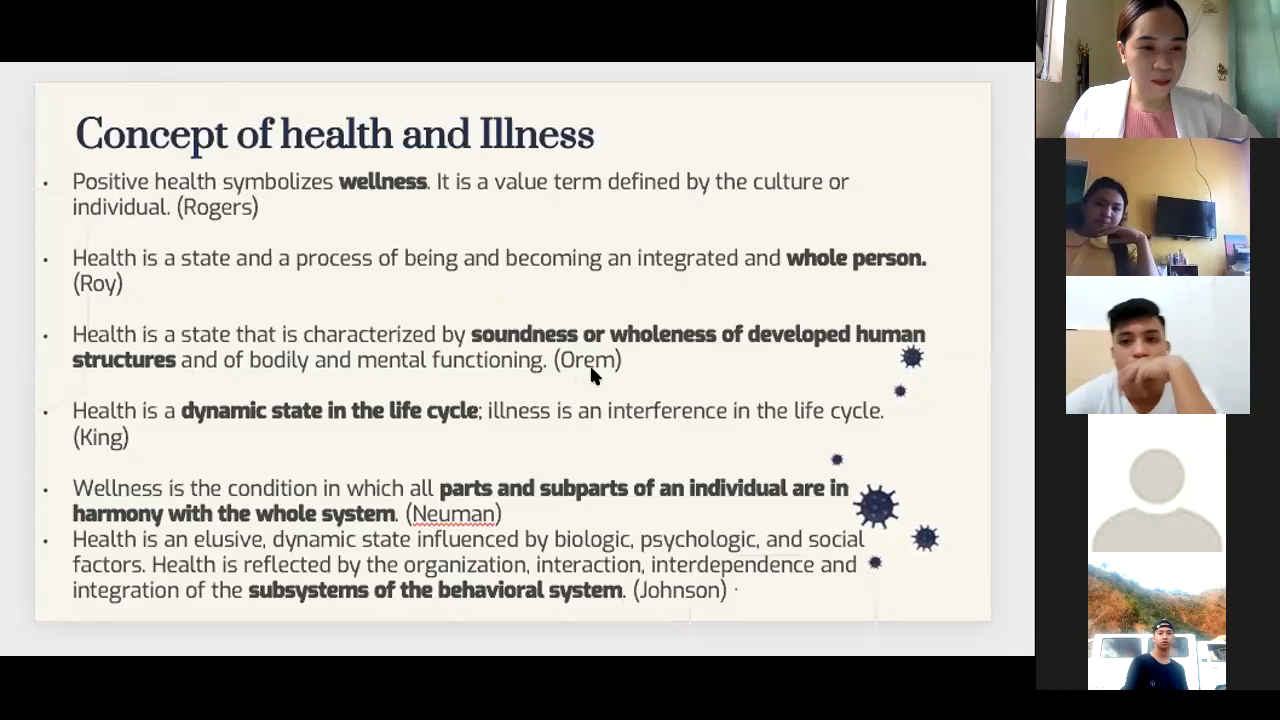 Concept of health and Illness
• Positive health symbolizes wellness. It is a value term defined by the culture or
individual. (Rogers)
• Health is a state and a process of being and becoming an integrated and whole person.
(Roy)
• Health is a state that is characterized by soundness or wholeness of developed human
structures and of bodily and mental functioning. (Orem)
• Health is a dynamic state in the life cycle; illness is an interference in the life cycle.
(King)
• Wellness is the condition in which all parts and subparts of an individual are in
harmony with the whole system. (Neuman)
• Health is an elusive, dynamic state influenced by biologic, psychologic, and social
factors. Health is reflected by the organization, interaction, interdependence and
integration of the subsystems of the behavioral system. (Johnson) ·